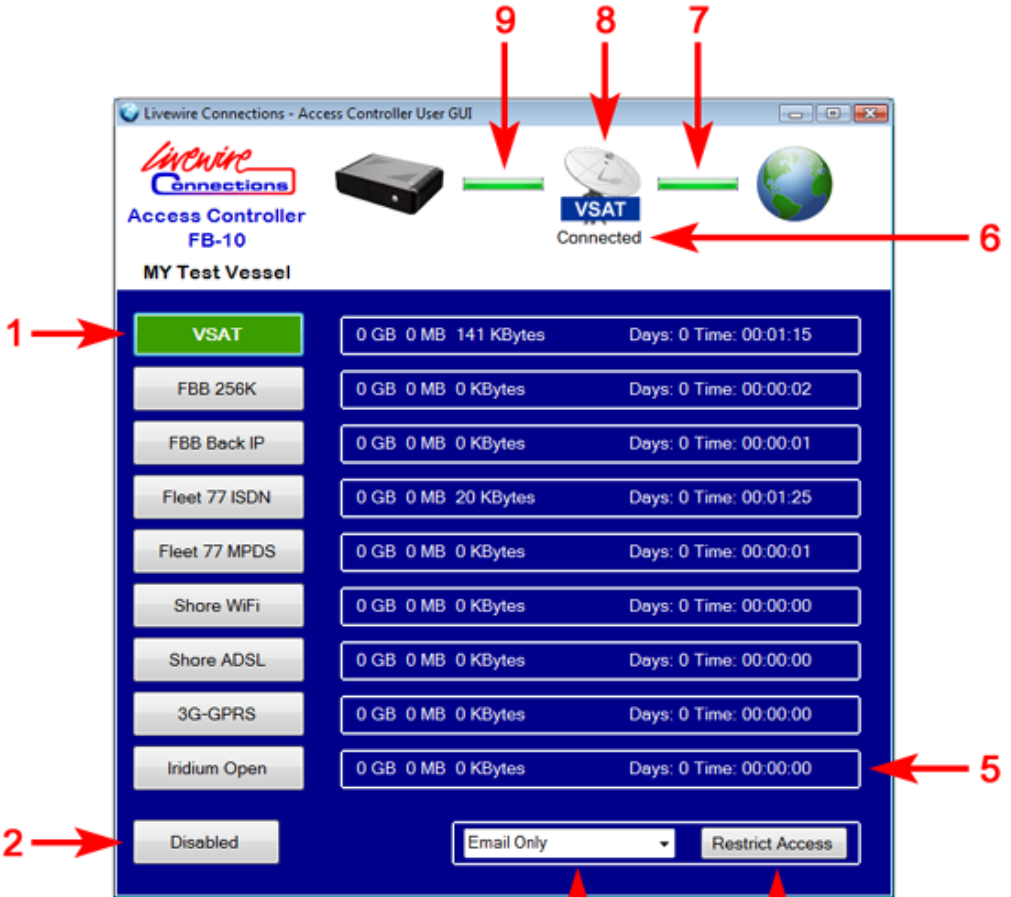 9 8 7
Livewire Connections - Access Controller User GUI
Livewire
Connections
Access Controller
FB-10
MY Test Vessel
VSAT
Connected
6
1
VSAT
0 GB 0 MB 141 KBytes Days: 0 Time: 00:01:15
FBB 256K
0 GB 0 MB 0 KBytes Days: 0 Time: 00:00:02
FBB Back IP
0 GB 0 MB 0 KBytes Days: 0 Time: 00:00:01
Fleet 77 ISDN
0 GB 0 MB 20 KBytes Days: 0 Time: 00:01:25
Fleet 77 MPDS
0 GB 0 MB 0 KBytes Days: 0 Time: 00:00:01
Shore WiFi
0 GB 0 MB 0 KBytes Days: 0 Time: 00:00:00
Shore ADSL
0 GB 0 MB 0 KBytes Days: 0 Time: 00:00:00
3G-GPRS
0 GB 0 MB 0 KBytes Days: 0 Time: 00:00:00
Iridium Open
0 GB 0 MB 0 KBytes Days: 0 Time: 00:00:00
5
2
Disabled
Email Only
Restrict Access